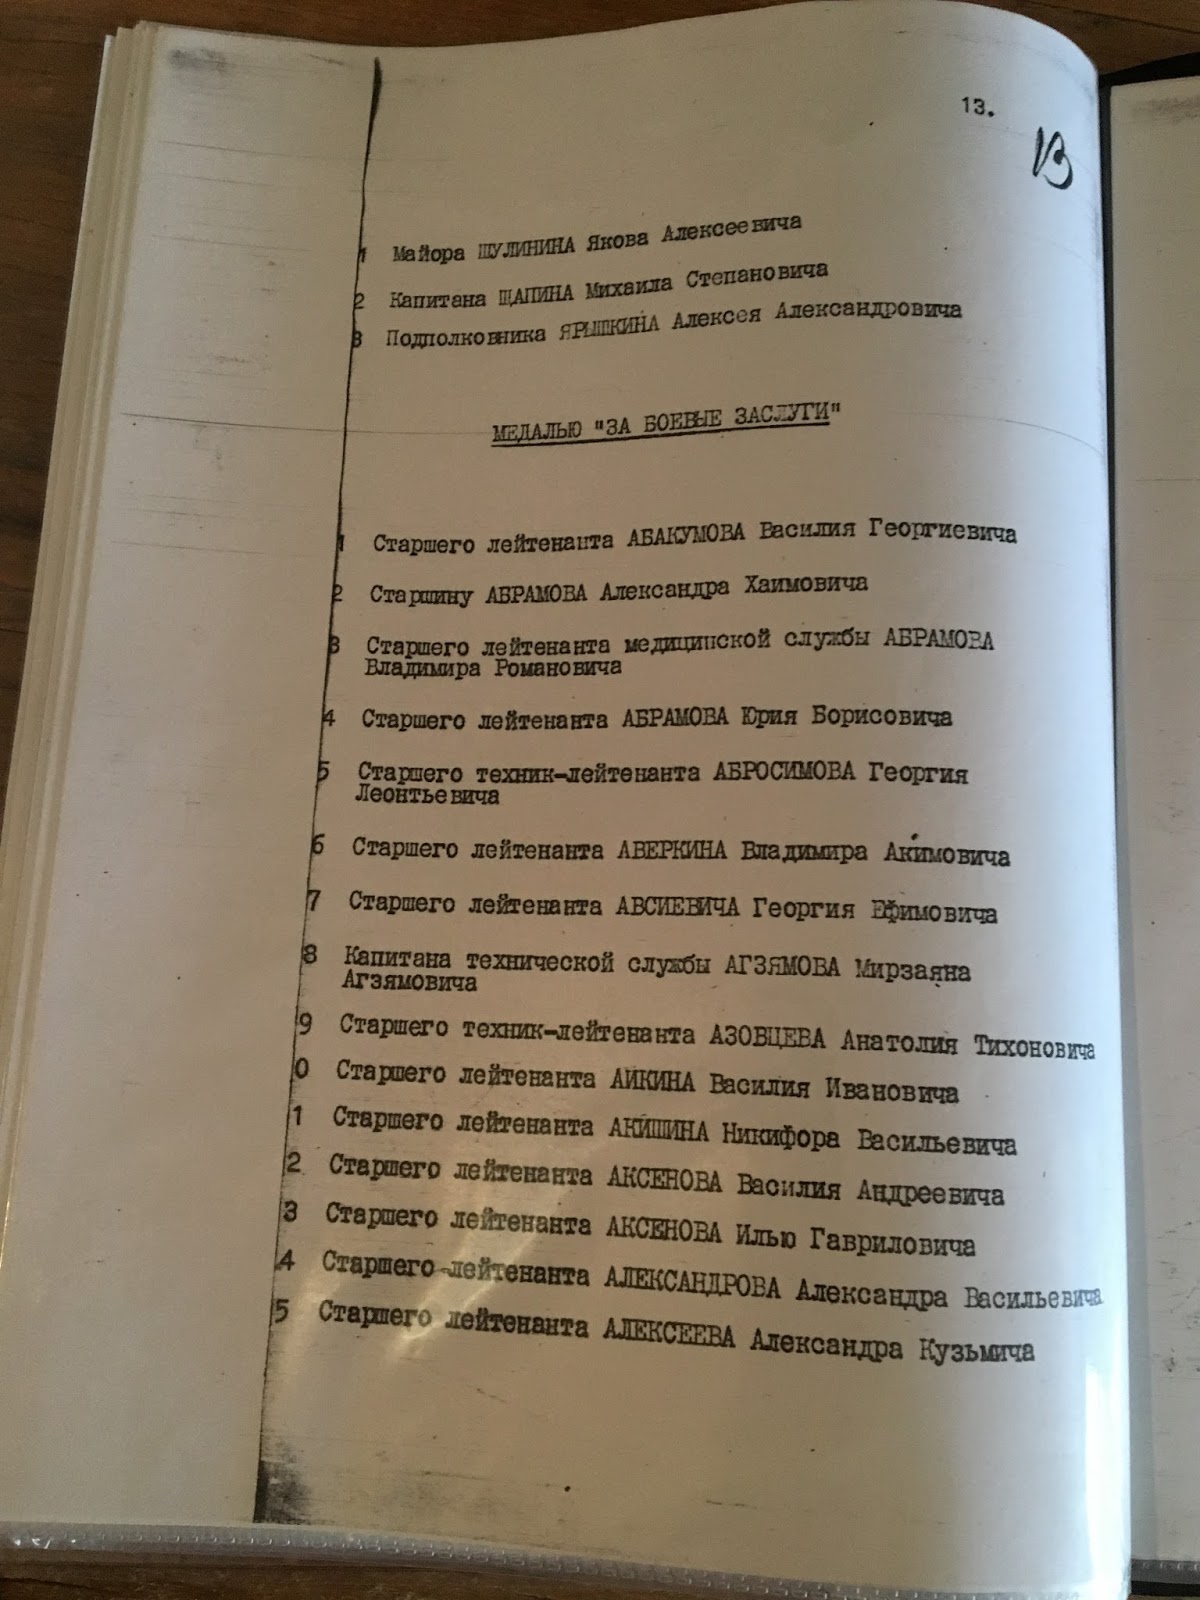 13.
13
1 Майора ШУЛИНИНА Якова Алексеевича
2 Капитана ЩАПИНА Михаила Степановича
3 Подполковника ЯРЫШКИНА Алексея Александровича
МЕДАЛЬЮ "ЗА БОЕВЫЕ ЗАСЛУГИ"
1 Старшего лейтенанта АБАКУМОВА Василия Георгиевича
2 Старшину АБРАМОВА Александра Хаимовича
3 Старшего лейтенанта медицинской службы АБРАМОВА
Владимира Романовича
4 Старшего лейтенанта АБРАМОВА Юрия Борисовича
5 Старшего техник-лейтенанта АБРОСИМОВА Георгия
Леонтьевича
6 Старшего лейтенанта АВЕРКИНА Владимира Акимовича
7 Старшего лейтенанта АВСИЕВИЧА Георгия Ефимовича
8 Капитана технической службы АГЗЯМОВА Мирзаяна
Агзямовича
9 Старшего техник-лейтенанта АЗОВЦЕВА Анатолия Тихоновича
0 Старшего лейтенанта АЙКИНА Василия Ивановича
1 Старшего лейтенанта АКИШИНА Никифора Васильевича
2 Старшего лейтенанта АКСЕНОВА Василия Андреевича
3 Старшего лейтенанта АКСЕНОВА Илью Гавриловича
4 Старшего лейтенанта АЛЕКСАНДРОВА Александра Васильевича
5 Старшего лейтенанта АЛЕКСЕЕВА Александра Кузьмича